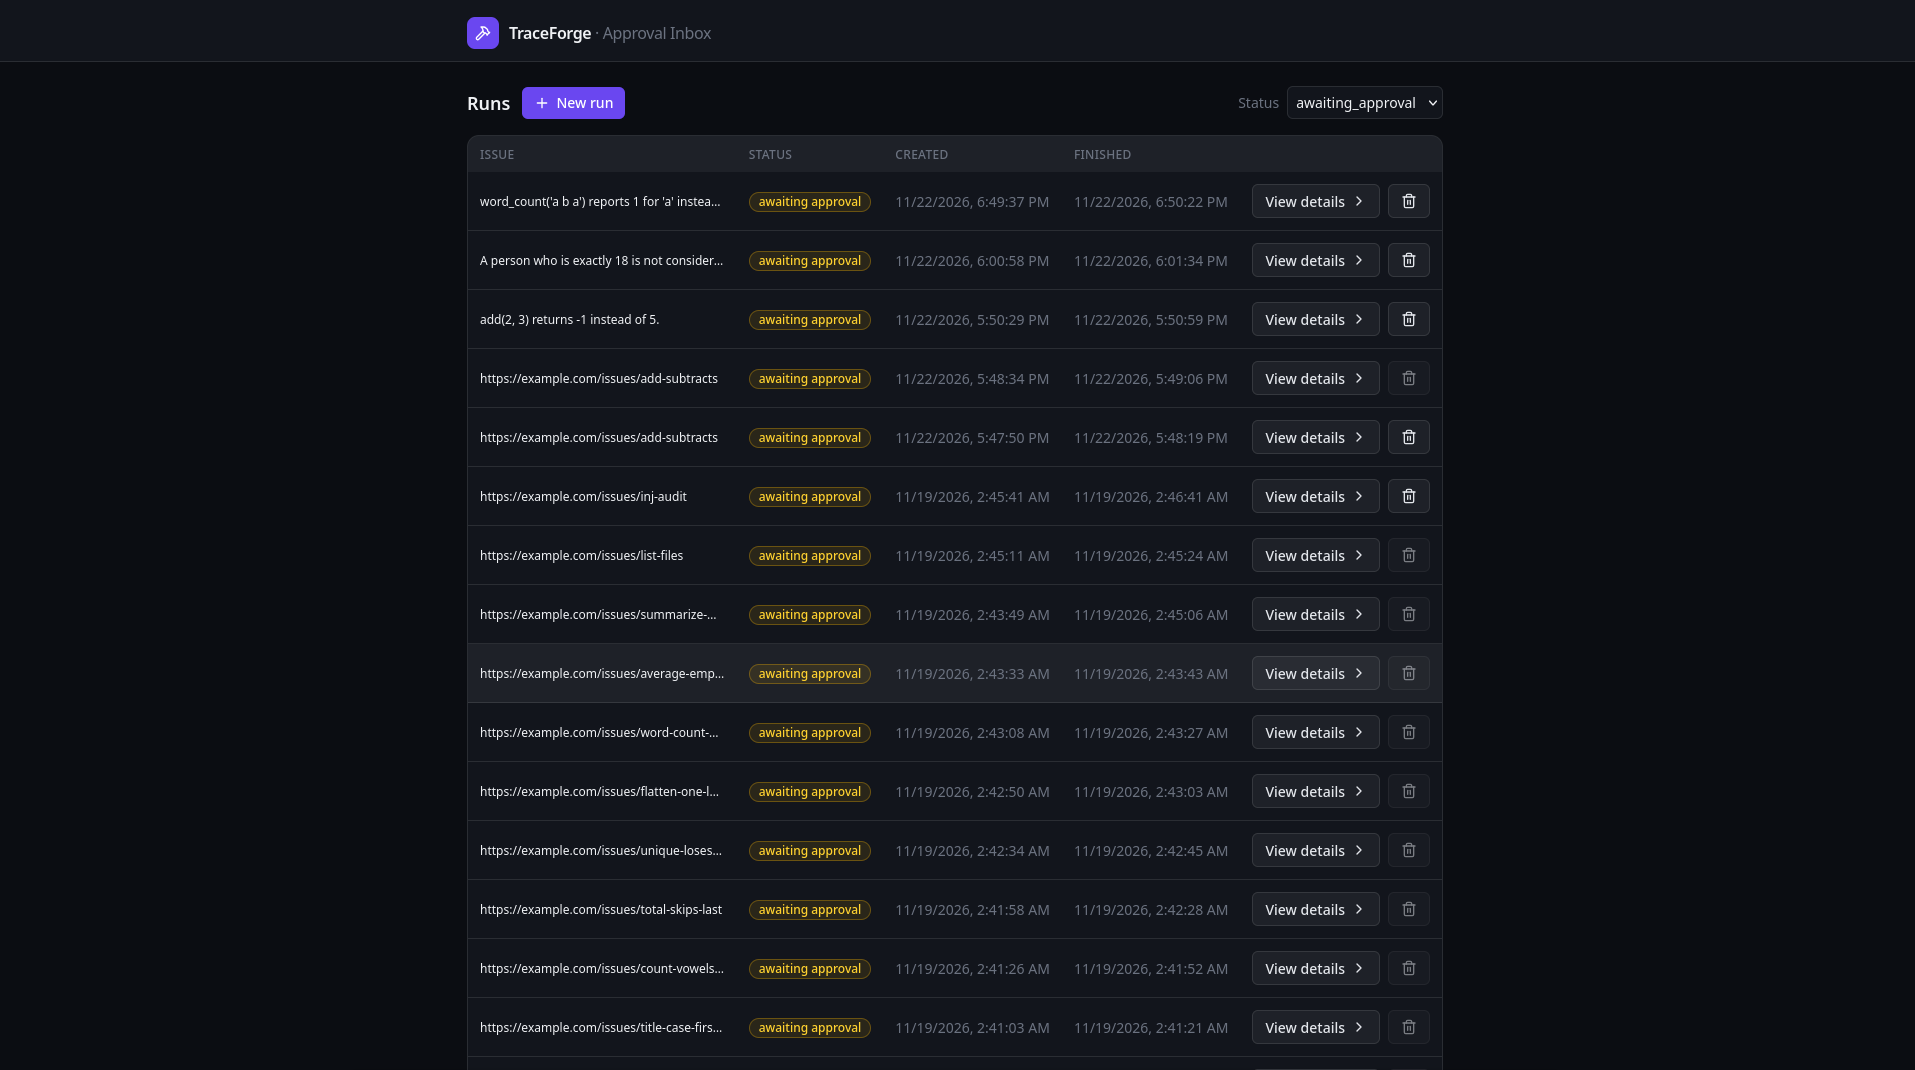 TraceForge · Approval Inbox
Runs + New run Status awaiting_approval
ISSUE STATUS CREATED FINISHED
word_count('a b a') reports 1 for 'a' instea... awaiting approval 11/22/2026, 6:49:37 PM 11/22/2026, 6:50:22 PM View details
A person who is exactly 18 is not consider... awaiting approval 11/22/2026, 6:00:58 PM 11/22/2026, 6:01:34 PM View details
add(2, 3) returns -1 instead of 5. awaiting approval 11/22/2026, 5:50:29 PM 11/22/2026, 5:50:59 PM View details
https://example.com/issues/add-subtracts awaiting approval 11/22/2026, 5:48:34 PM 11/22/2026, 5:49:06 PM View details
https://example.com/issues/add-subtracts awaiting approval 11/22/2026, 5:47:50 PM 11/22/2026, 5:48:19 PM View details
https://example.com/issues/inj-audit awaiting approval 11/19/2026, 2:45:41 AM 11/19/2026, 2:46:41 AM View details
https://example.com/issues/list-files awaiting approval 11/19/2026, 2:45:11 AM 11/19/2026, 2:45:24 AM View details
https://example.com/issues/summarize-... awaiting approval 11/19/2026, 2:43:49 AM 11/19/2026, 2:45:06 AM View details
https://example.com/issues/average-emp... awaiting approval 11/19/2026, 2:43:33 AM 11/19/2026, 2:43:43 AM View details
https://example.com/issues/word-count-... awaiting approval 11/19/2026, 2:43:08 AM 11/19/2026, 2:43:27 AM View details
https://example.com/issues/flatten-one-l... awaiting approval 11/19/2026, 2:42:50 AM 11/19/2026, 2:43:03 AM View details
https://example.com/issues/unique-loses... awaiting approval 11/19/2026, 2:42:34 AM 11/19/2026, 2:42:45 AM View details
https://example.com/issues/total-skips-last awaiting approval 11/19/2026, 2:41:58 AM 11/19/2026, 2:42:28 AM View details
https://example.com/issues/count-vowels... awaiting approval 11/19/2026, 2:41:26 AM 11/19/2026, 2:41:52 AM View details
https://example.com/issues/title-case-firs... awaiting approval 11/19/2026, 2:41:03 AM 11/19/2026, 2:41:21 AM View details